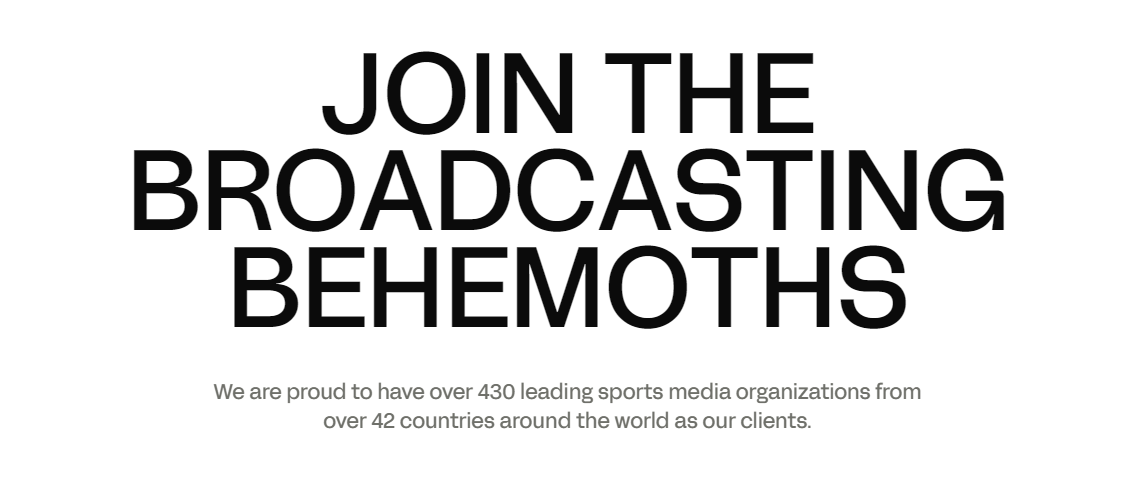 JOIN THE
BROADCASTING
BEHEMOTHS
We are proud to have over 430 leading sports media organizations from
over 42 countries around the world as our clients.